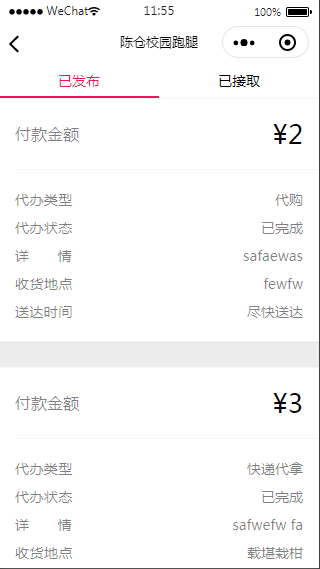 WeChat 11:55 100%
陈仓校园跑腿
已发布 已接取
付款金额 ¥2
代办类型 代购
代办状态 已完成
详 情 safaewas
收货地点 fewfw
送达时间 尽快送达
付款金额 ¥3
代办类型 快递代拿
代办状态 已完成
详 情 safwefw fa
收货地点 载堪栽柑